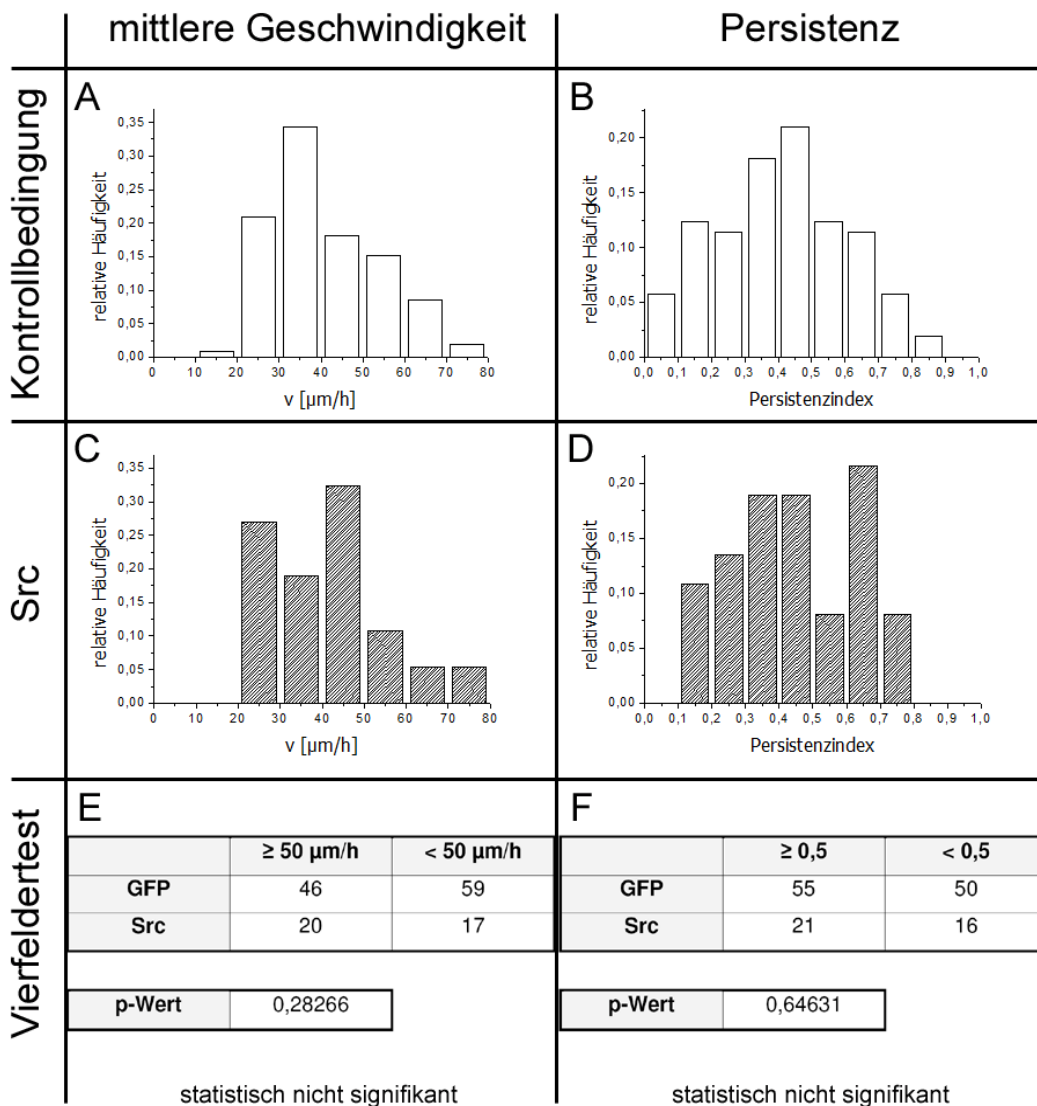 mittlere Geschwindigkeit
Persistenz
Kontrollbedingung
A
0,35
0,30
0,25
0,20
0,15
0,10
0,05
0,00
relative Häufigkeit
0 10 20 30 40 50 60 70 80
v [µm/h]
B
0,20
0,15
0,10
0,05
0,00
relative Häufigkeit
0,0 0,1 0,2 0,3 0,4 0,5 0,6 0,7 0,8 0,9 1,0
Persistenzindex
Src
C
0,35
0,30
0,25
0,20
0,15
0,10
0,05
0,00
relative Häufigkeit
0 10 20 30 40 50 60 70 80
v [µm/h]
D
0,20
0,15
0,10
0,05
0,00
relative Häufigkeit
0,0 0,1 0,2 0,3 0,4 0,5 0,6 0,7 0,8 0,9 1,0
Persistenzindex
Vierfeldertest
E
≥ 50 µm/h < 50 µm/h
GFP 46 59
Src 20 17
p-Wert 0,28266
statistisch nicht signifikant
F
≥ 0,5 < 0,5
GFP 55 50
Src 21 16
p-Wert 0,64631
statistisch nicht signifikant